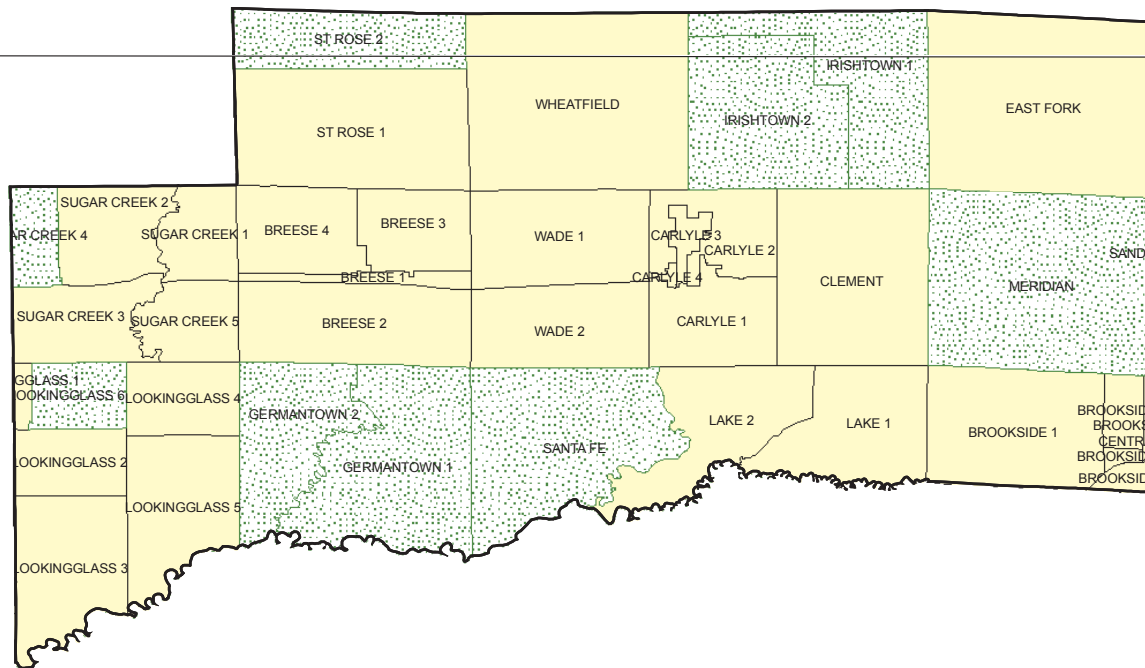 ST ROSE 2
IRISHTOWN 1
WHEATFIELD
EAST FORK
IRISHTOWN 2
ST ROSE 1
SUGAR CREEK 2
BREESE 3
BREESE 4
SUGAR CREEK 1
AR CREEK 4
WADE 1
CARLYLE 3
CARLYLE 2
SAND
BREESE 1
CARLYLE 4
CLEMENT
MERIDIAN
SUGAR CREEK 3
SUGAR CREEK 5
BREESE 2
WADE 2
CARLYLE 1
GGLASS 1
OOKINGGLASS 6
LOOKINGGLASS 4
GERMANTOWN 2
LAKE 2
LAKE 1
BROOKSIDE 1
BROOKSID
BROOKS
CENTR
BROOKSID
BROOKSID
SANTA FE
LOOKINGGLASS 2
GERMANTOWN 1
LOOKINGGLASS 5
LOOKINGGLASS 3